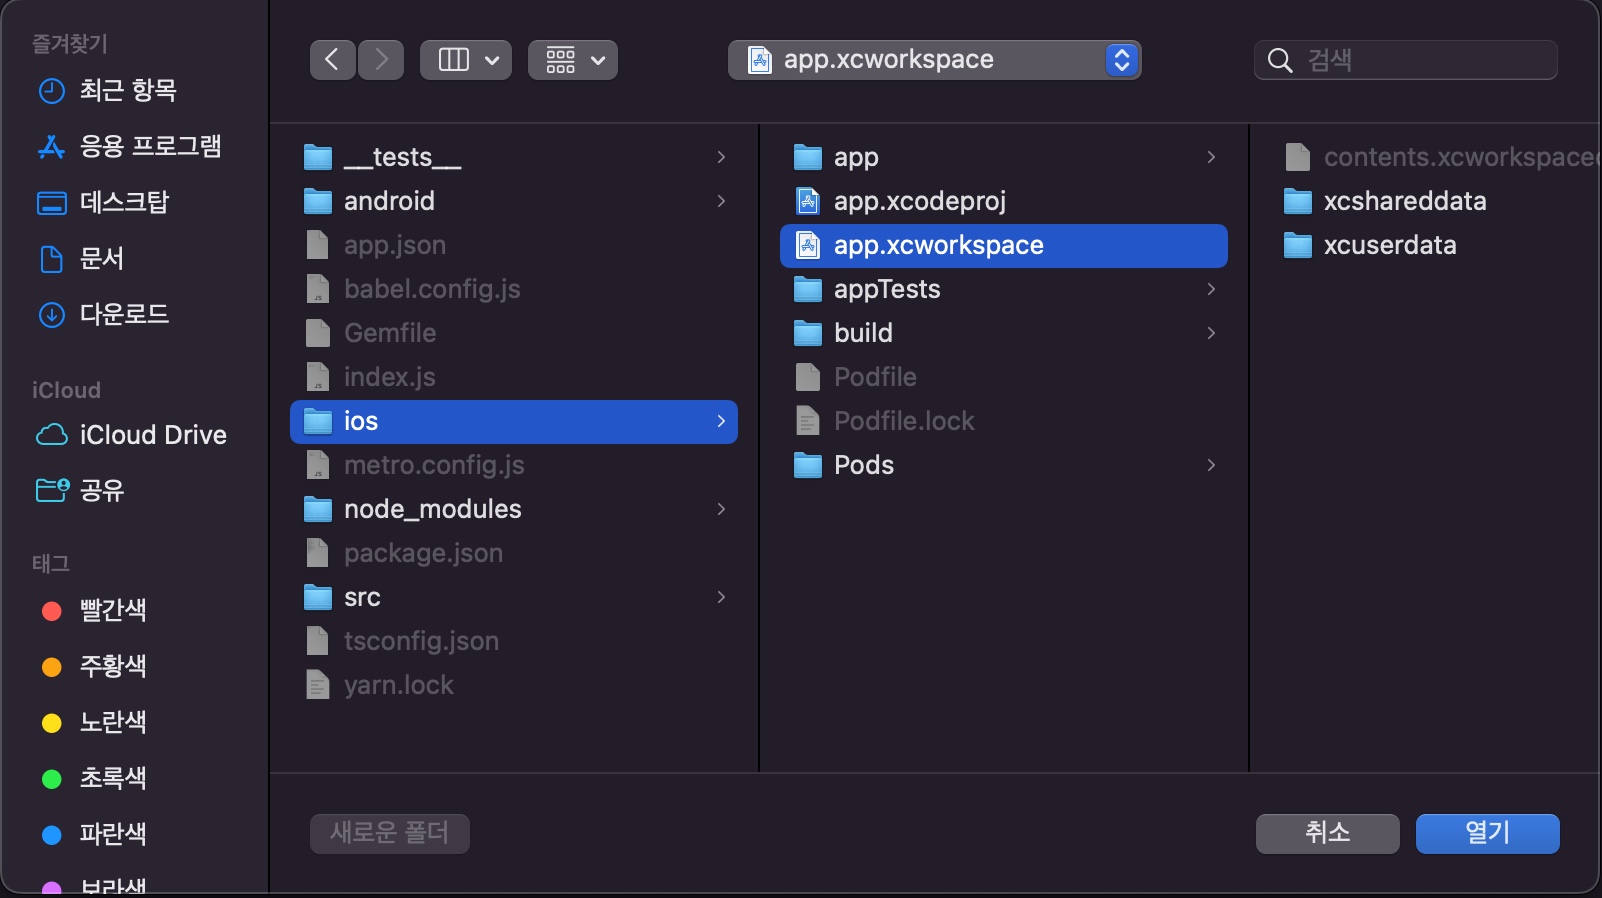 즐겨찾기
최근 항목
응용 프로그램
데스크탑
문서
다운로드
iCloud
iCloud Drive
공유
태그
빨간색
주황색
노란색
초록색
파란색
보라색
app.xcworkspace
검색
__tests__
android
app.json
babel.config.js
Gemfile
index.js
ios
metro.config.js
node_modules
package.json
src
tsconfig.json
yarn.lock
app
app.xcodeproj
app.xcworkspace
appTests
build
Podfile
Podfile.lock
Pods
contents.xcworkspace
xcshareddata
xcuserdata
새로운 폴더
취소
열기